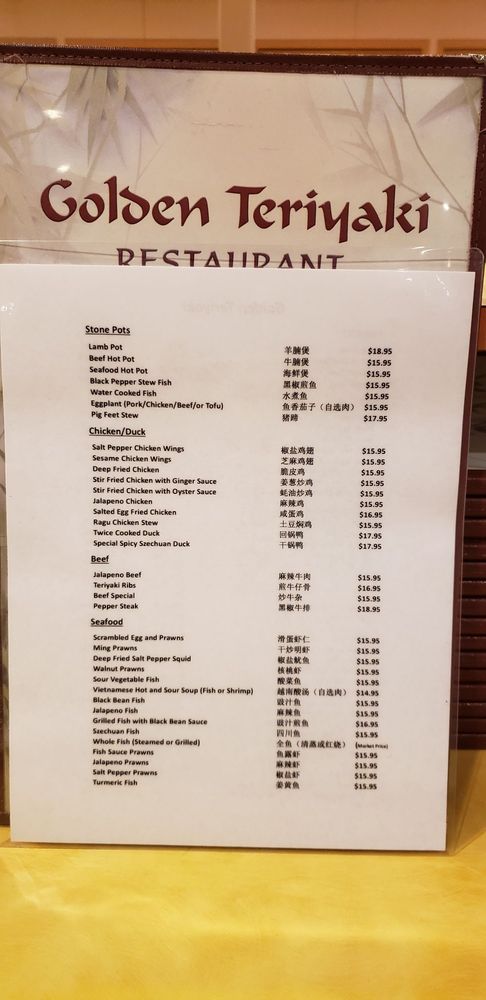 Golden Teriyaki
RESTAURANT
Stone Pots
Lamb Pot 羊腩煲 $18.95
Beef Hot Pot 牛腩煲 $15.95
Seafood Hot Pot 海鲜煲 $15.95
Black Pepper Stew Fish 黑椒煎鱼 $15.95
Water Cooked Fish 水煮鱼 $15.95
Eggplant (Pork/Chicken/Beef/or Tofu) 鱼香茄子（自选肉） $15.95
Pig Feet Stew 猪蹄 $17.95
Chicken/Duck
Salt Pepper Chicken Wings 椒盐鸡翅 $15.95
Sesame Chicken Wings 芝麻鸡翅 $15.95
Deep Fried Chicken 脆皮鸡 $15.95
Stir Fried Chicken with Ginger Sauce 姜葱炒鸡 $15.95
Stir Fried Chicken with Oyster Sauce 蚝油炒鸡 $15.95
Jalapeno Chicken 麻辣鸡 $15.95
Salted Egg Fried Chicken 咸蛋鸡 $16.95
Ragu Chicken Stew 土豆焖鸡 $15.95
Twice Cooked Duck 回锅鸭 $17.95
Special Spicy Szechuan Duck 干锅鸭 $17.95
Beef
Jalapeno Beef 麻辣牛肉 $15.95
Teriyaki Ribs 煎牛仔骨 $16.95
Beef Special 炒牛杂 $15.95
Pepper Steak 黑椒牛排 $18.95
Seafood
Scrambled Egg and Prawns 滑蛋虾仁 $15.95
Ming Prawns 干炒明虾 $15.95
Deep Fried Salt Pepper Squid 椒盐鱿鱼 $15.95
Walnut Prawns 核桃虾 $15.95
Sour Vegetable Fish 酸菜鱼 $15.95
Vietnamese Hot and Sour Soup (Fish or Shrimp) 越南酸汤（自选肉） $14.95
Black Bean Fish 豉汁鱼 $15.95
Jalapeno Fish 麻辣鱼 $15.95
Grilled Fish with Black Bean Sauce 豉汁煎鱼 $16.95
Szechuan Fish 四川鱼 $15.95
Whole Fish (Steamed or Grilled) 全鱼（清蒸或红烧） (Market Price)
Fish Sauce Prawns 鱼露虾 $15.95
Jalapeno Prawns 麻辣虾 $15.95
Salt Pepper Prawns 椒盐虾 $15.95
Turmeric Fish 姜黄鱼 $15.95